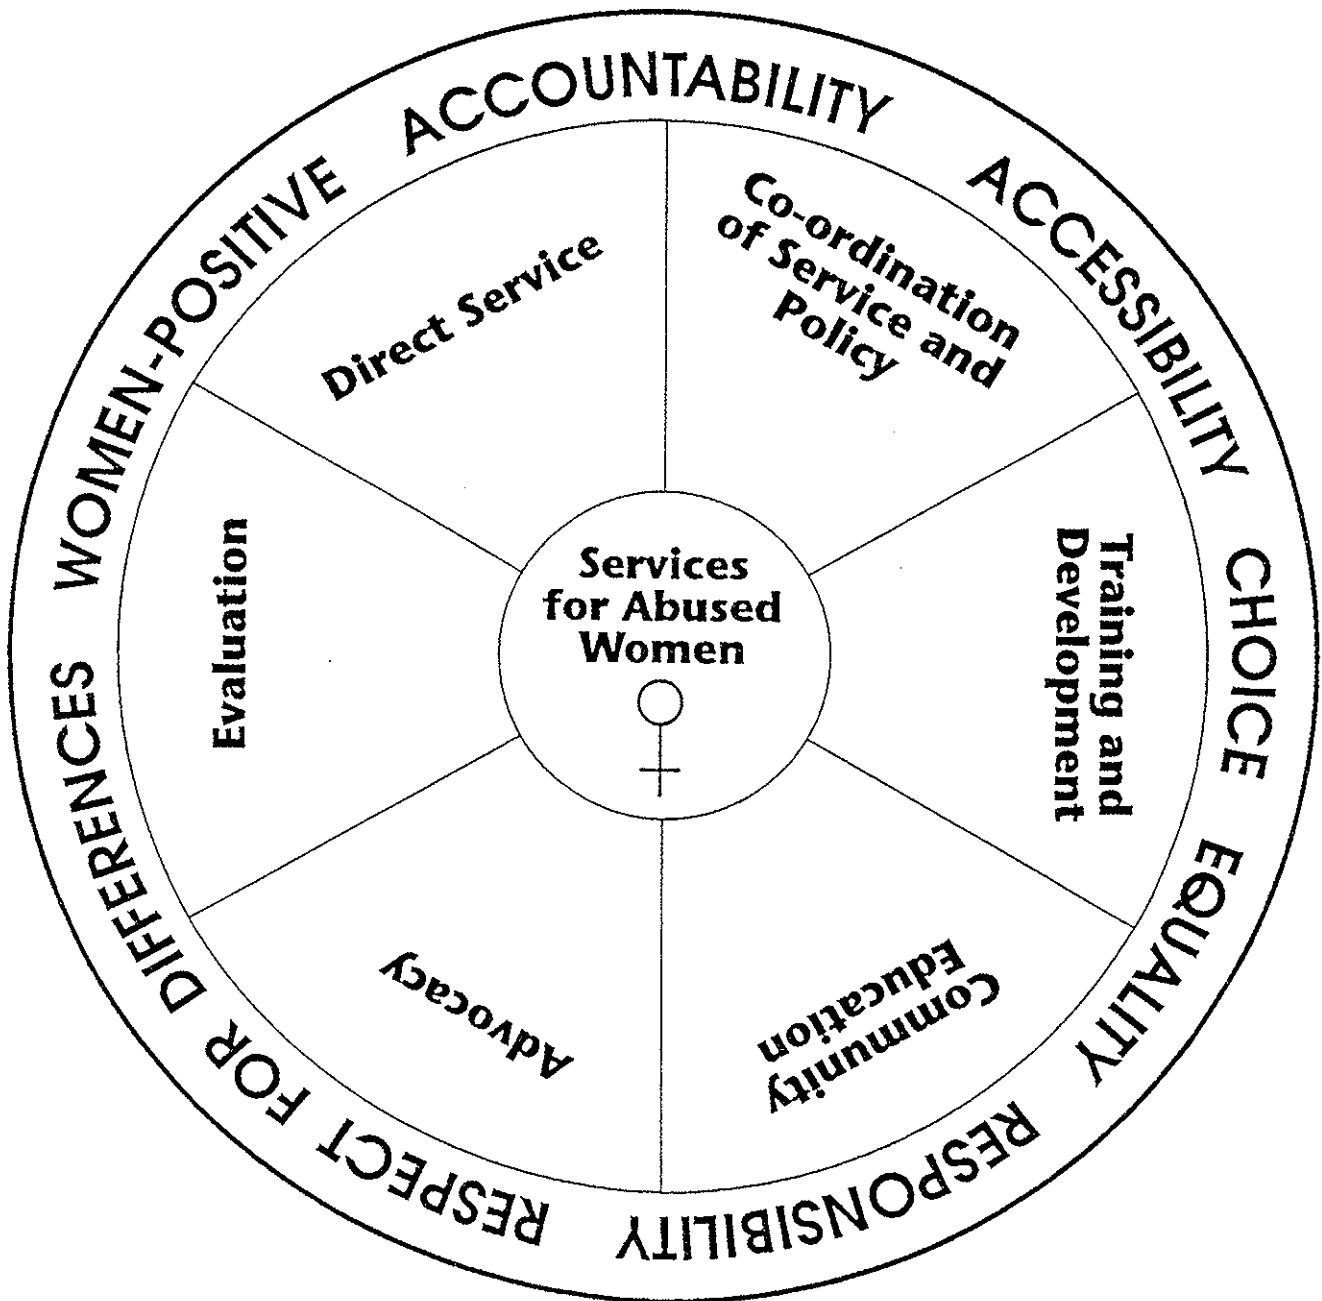 ACCOUNTABILITY
ACCESSIBILITY
CHOICE
EQUALITY
RESPONSIBILITY
RESPECT FOR DIFFERENCES
WOMEN-POSITIVE
Direct Service
Co-ordination
of Service and
Policy
Training and
Development
Community
Education
Advocacy
Evaluation
Services
for Abused
Women